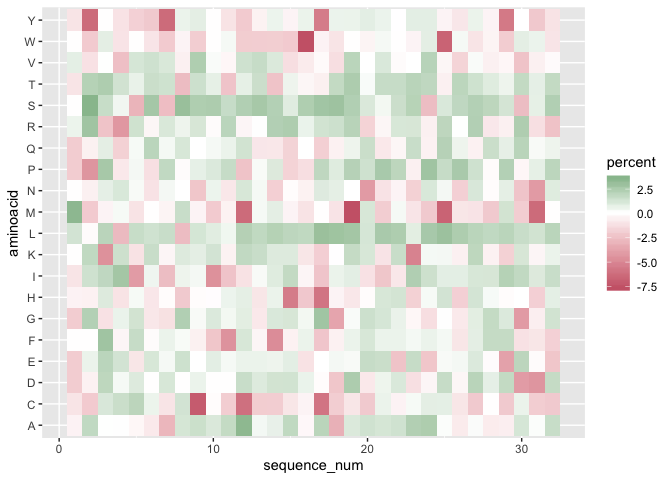 Y
W
V
T
S
R
Q
P
N
M
L
K
I
H
G
F
E
D
C
A
aminoacid
0
10
20
30
sequence_num
percent
2.5
0.0
-2.5
-5.0
-7.5